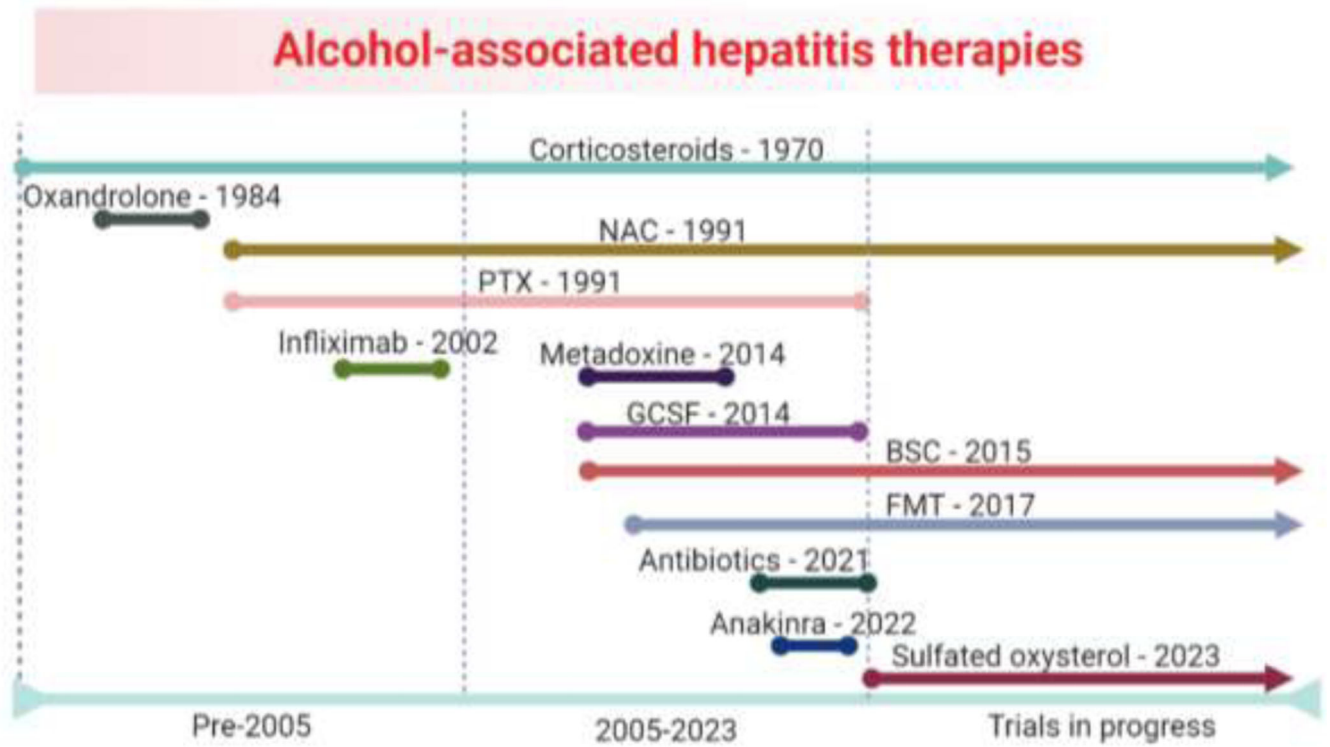 Alcohol-associated hepatitis therapies
Corticosteroids - 1970
Oxandrolone - 1984
NAC - 1991
PTX - 1991
Infliximab - 2002
Metadoxine - 2014
GCSF - 2014
BSC - 2015
FMT - 2017
Antibiotics - 2021
Anakinra - 2022
Sulfated oxysterol - 2023
Pre-2005
2005-2023
Trials in progress